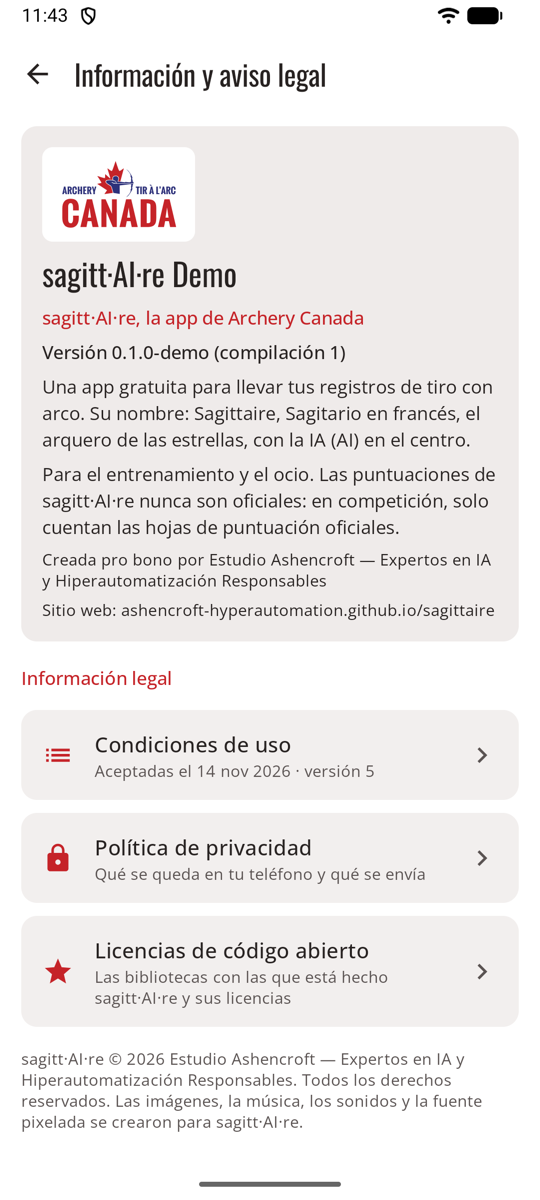 11:43
Información y aviso legal
ARCHERY TIR À L'ARC
CANADA
sagitt·AI·re Demo
sagitt·AI·re, la app de Archery Canada
Versión 0.1.0-demo (compilación 1)
Una app gratuita para llevar tus registros de tiro con
arco. Su nombre: Sagittaire, Sagitario en francés, el
arquero de las estrellas, con la IA (AI) en el centro.
Para el entrenamiento y el ocio. Las puntuaciones de
sagitt·AI·re nunca son oficiales: en competición, solo
cuentan las hojas de puntuación oficiales.
Creada pro bono por Estudio Ashencroft — Expertos en IA
y Hiperautomatización Responsables
Sitio web: ashencroft-hyperautomation.github.io/sagittaire
Información legal
Condiciones de uso
Aceptadas el 14 nov 2026 · versión 5
Política de privacidad
Qué se queda en tu teléfono y qué se envía
Licencias de código abierto
Las bibliotecas con las que está hecho
sagitt·AI·re y sus licencias
sagitt·AI·re © 2026 Estudio Ashencroft — Expertos en IA y
Hiperautomatización Responsables. Todos los derechos
reservados. Las imágenes, la música, los sonidos y la fuente
pixelada se crearon para sagitt·AI·re.